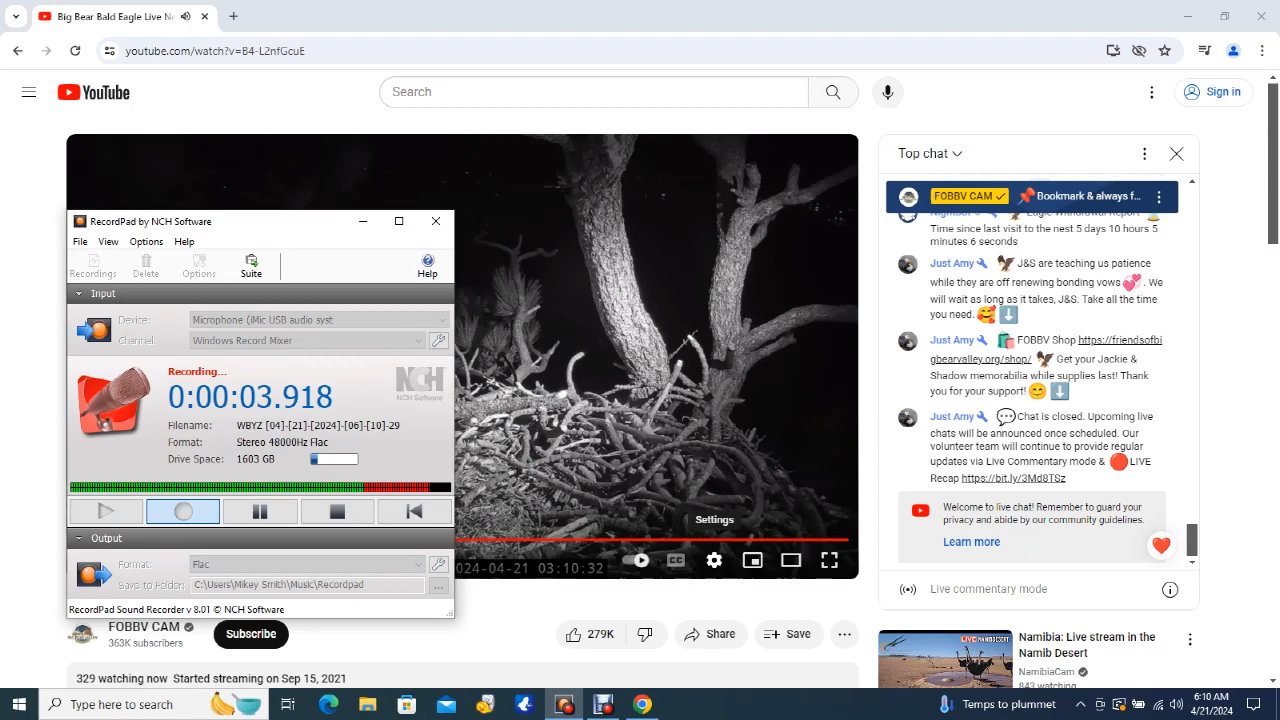 Big Bear Bald Eagle Live N
youtube.com/watch?v=B4-L2nfGcuE
YouTube
Search
Sign in
Top chat
FOBBV CAM
Bookmark & always f...
Nightbot
Eagle Withdrawal Report
Time since last visit to the nest 5 days 10 hours 5
minutes 6 seconds
Just Amy J&S are teaching us patience
while they are off renewing bonding vows . We
will wait as long as it takes, J&S. Take all the time
you need.
Just Amy FOBBV Shop https://friendsofbi
gbearvalley.org/shop/ Get your Jackie &
Shadow memorabilia while supplies last! Thank
you for your support!
Just Amy Chat is closed. Upcoming live
chats will be announced once scheduled. Our
volunteer team will continue to provide regular
updates via Live Commentary mode & LIVE
Recap https://bit.ly/3Md8TSz
Welcome to live chat! Remember to guard your
privacy and abide by our community guidelines.
Learn more
Live commentary mode
RecordPad by NCH Software
File View Options Help
Recordings Delete Options Suite Help
Input
Device: Microphone (iMic USB audio syst
Channel: Windows Record Mixer
Recording...
0:00:03.918
NCH
NCH Software
Filename: WBYZ [04]-[21]-[2024]-[06]-[10]-29
Format: Stereo 48000Hz Flac
Drive Space: 1603 GB
Output
Format: Flac
Save to Folder: C:\Users\Mikey Smith\Music\Recordpad
...
RecordPad Sound Recorder v 8.01 © NCH Software
Settings
CC
024-04-21 03:10:32
FOBBV CAM
363K subscribers
Subscribe
279K
Share
Save
329 watching now Started streaming on Sep 15, 2021
LIVE NAMIBDESERT
Namibia: Live stream in the
Namib Desert
NamibiaCam
843 watching
Type here to search
Temps to plummet
6:10 AM
4/21/2024